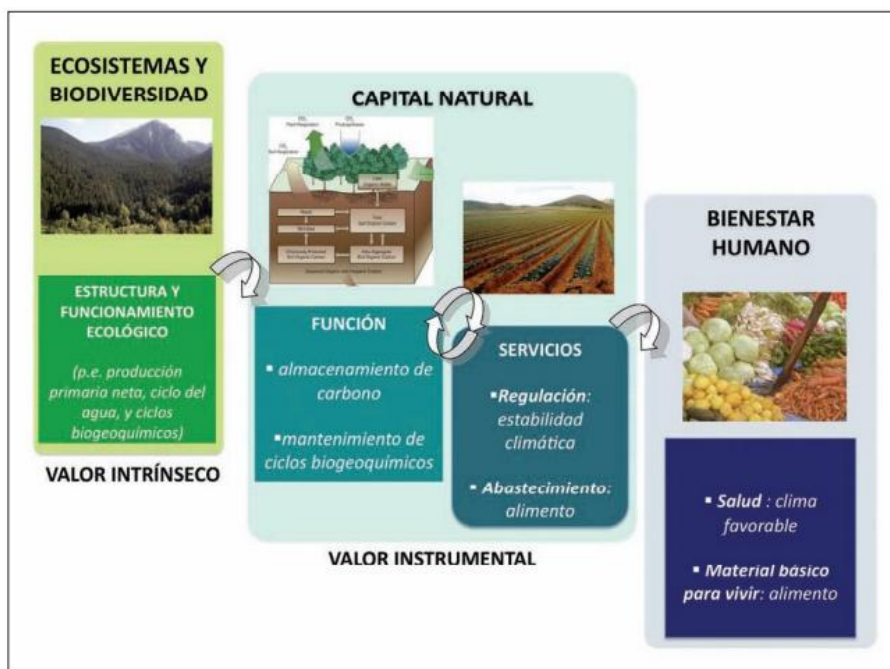 ECOSISTEMAS Y
BIODIVERSIDAD
ESTRUCTURA Y
FUNCIONAMIENTO
ECOLÓGICO
(p.e. producción
primaria neta, ciclo del
agua, y ciclos
biogeoquímicos)
VALOR INTRÍNSECO
CAPITAL NATURAL
FUNCIÓN
▪ almacenamiento de
carbono
▪mantenimiento de
ciclos biogeoquímicos
SERVICIOS
▪Regulación:
estabilidad
climática
▪ Abastecimiento:
alimento
VALOR INSTRUMENTAL
BIENESTAR
HUMANO
▪ Salud : clima
favorable
▪ Material básico
para vivir: alimento